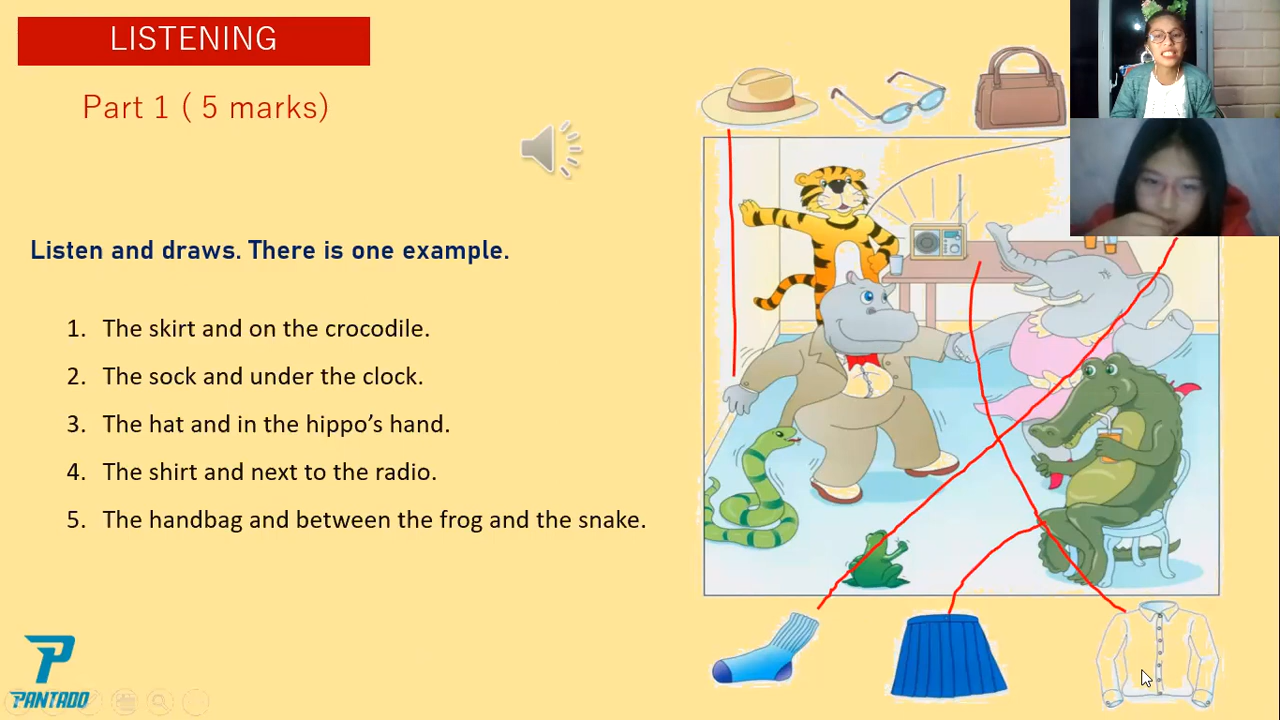 LISTENING
Part 1 ( 5 marks)
Listen and draws. There is one example.
1. The skirt and on the crocodile.
2. The sock and under the clock.
3. The hat and in the hippo’s hand.
4. The shirt and next to the radio.
5. The handbag and between the frog and the snake.
PANTADO